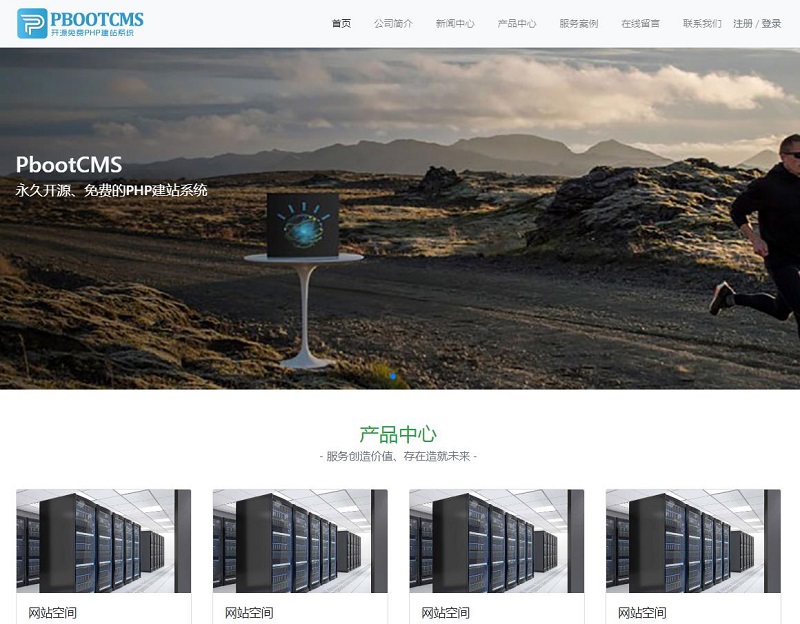 PBOOTCMS
开源免费PHP建站系统
首页 公司简介 新闻中心 产品中心 服务案例 在线留言 联系我们 注册 / 登录
PbootCMS
永久开源、免费的PHP建站系统
产品中心
- 服务创造价值、存在造就未来 -
网站空间 网站空间 网站空间 网站空间